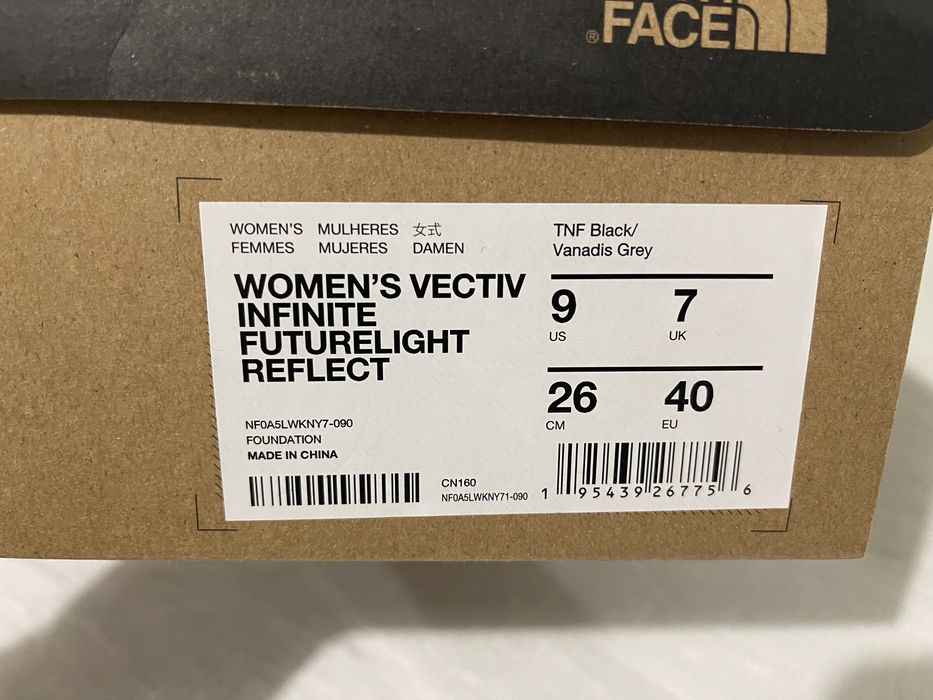 ® FACE
WOMEN'S MULHERES 女式
FEMMES MUJERES DAMEN
WOMEN'S VECTIV
INFINITE
FUTURELIGHT
REFLECT
NF0A5LWKNY7-090
FOUNDATION
MADE IN CHINA
CN160
NF0A5LWKNY71-090
TNF Black/
Vanadis Grey
9 7
US UK
26 40
CM EU
1 95439 26775 6